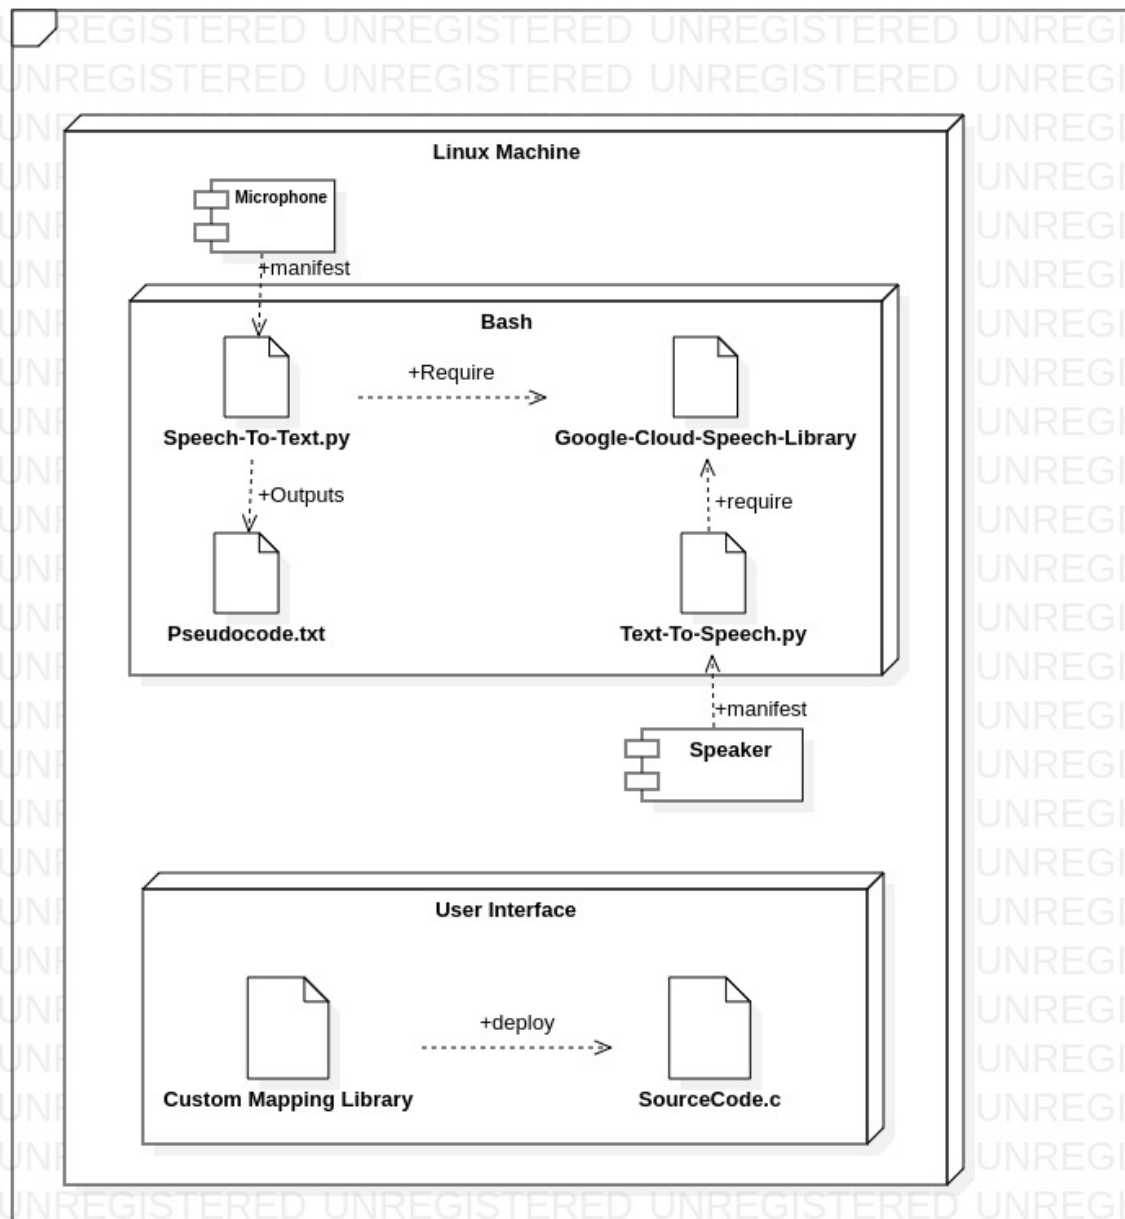 UNREGISTERED UNREGISTERED UNREGI
UNREGISTERED UNREGISTERED UNREGISTERED UNREGI
Linux Machine
Microphone
+manifest
Bash
+Require
Speech-To-Text.py
Google-Cloud-Speech-Library
+Outputs
+require
Pseudocode.txt
Text-To-Speech.py
+manifest
Speaker
User Interface
+deploy
Custom Mapping Library
SourceCode.c
UNREGISTERED UNREGISTERED UNREGISTERED UNREGI